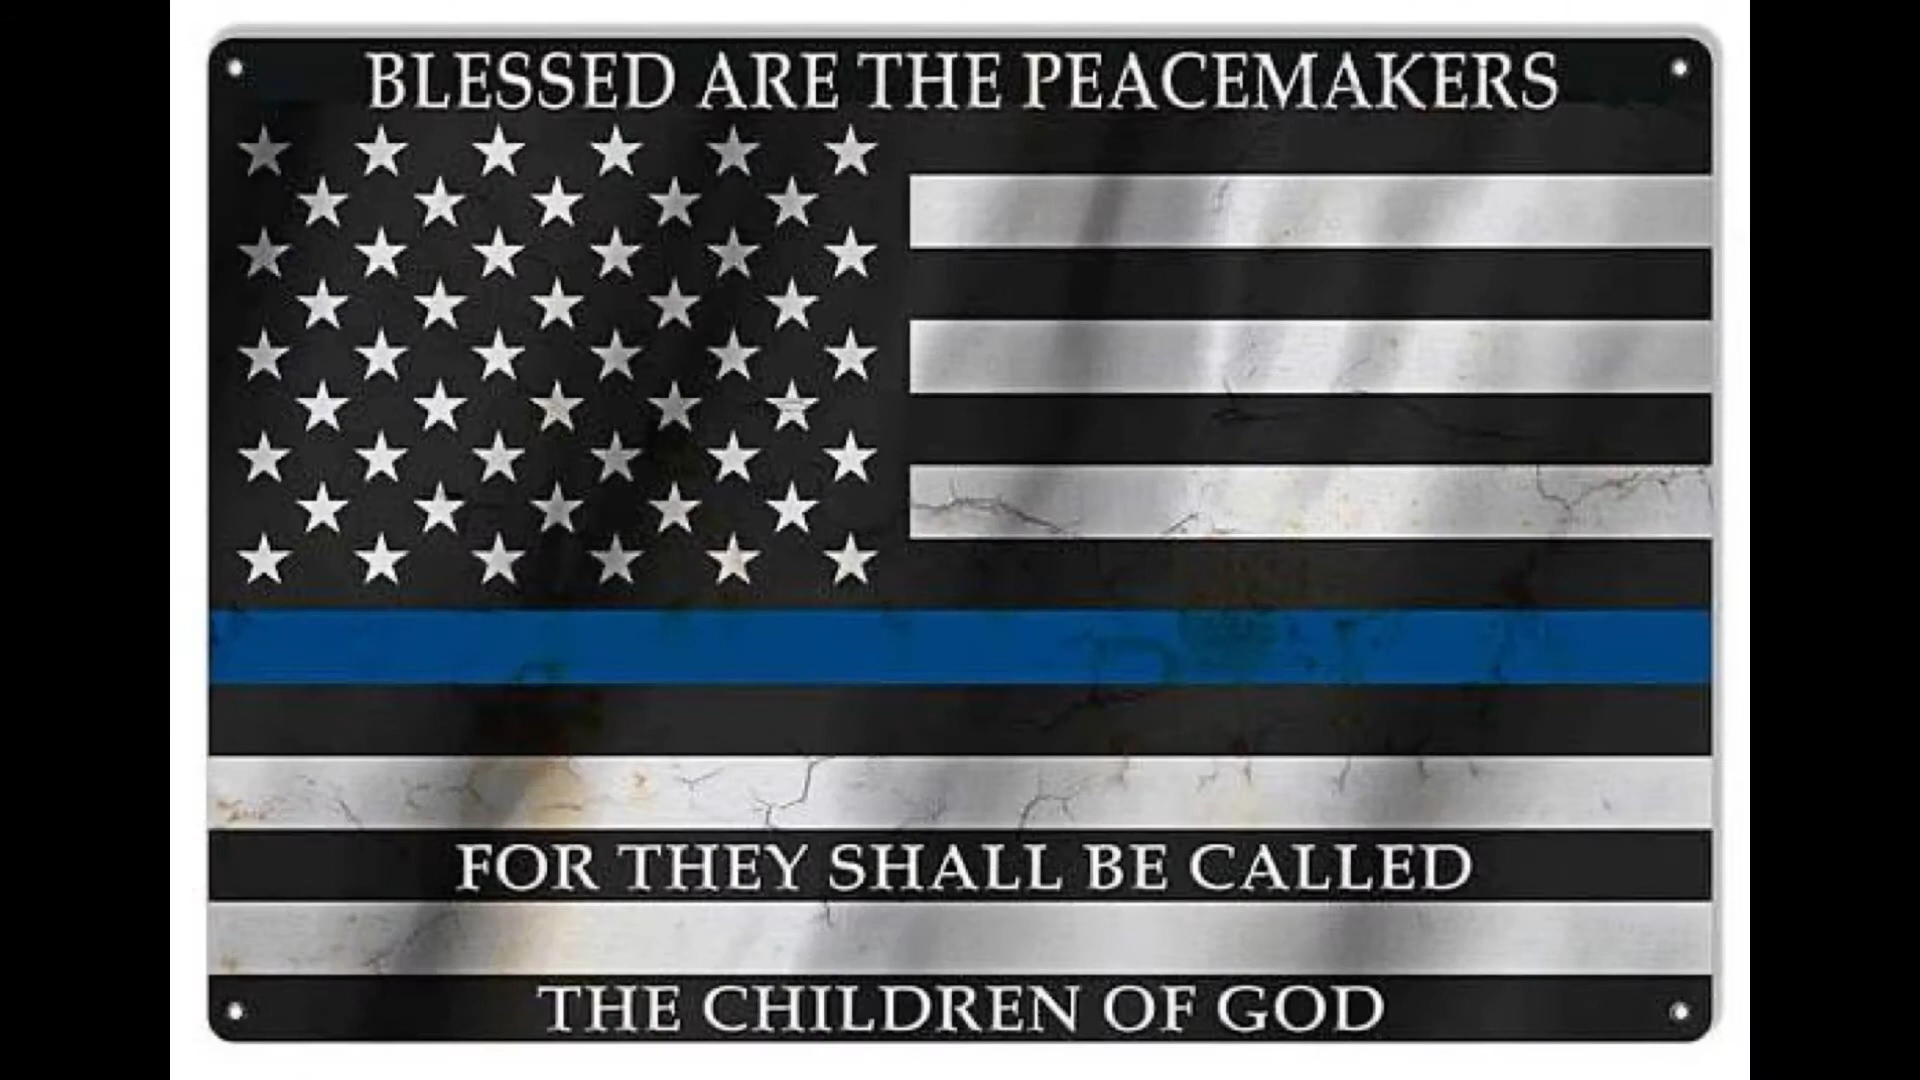 BLESSED ARE THE PEACEMAKERS
FOR THEY SHALL BE CALLED
THE CHILDREN OF GOD